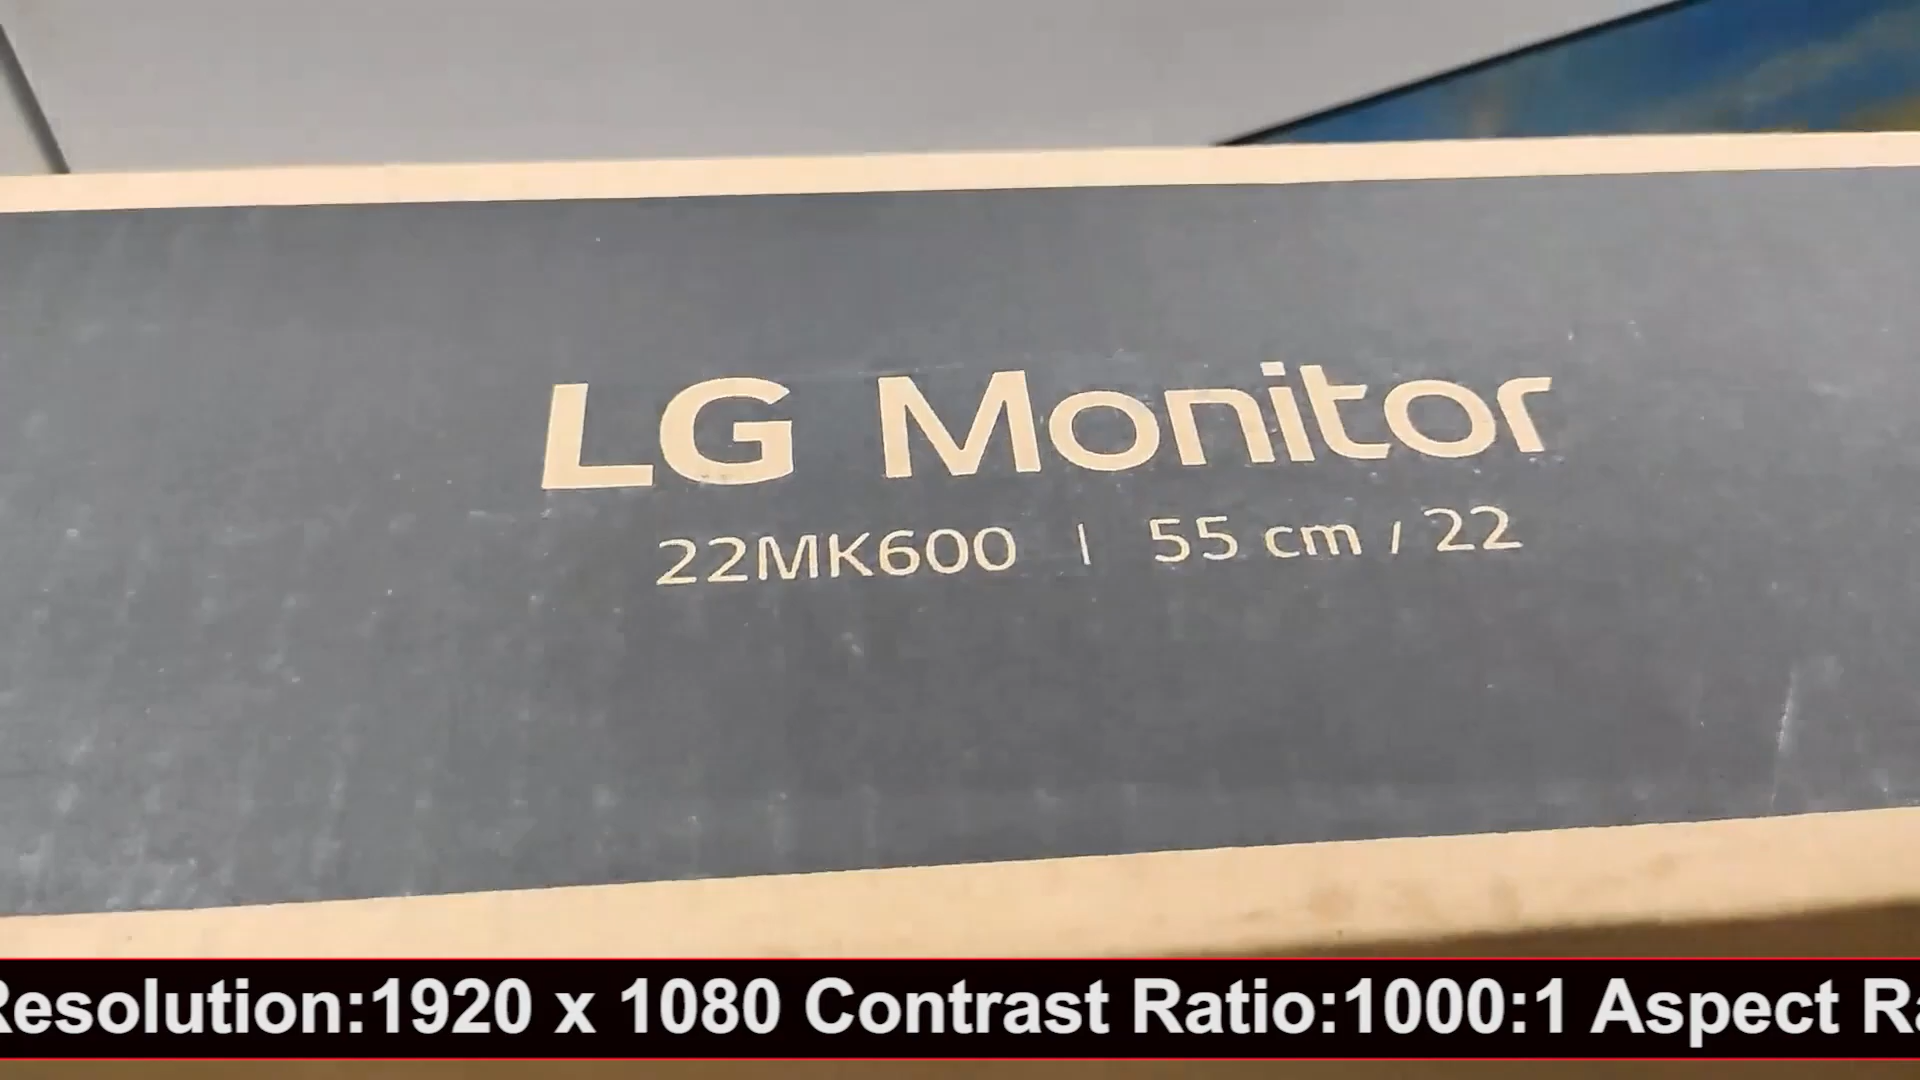 LG Monitor
22MK600 | 55 cm / 22
Resolution:1920 x 1080 Contrast Ratio:1000:1 Aspect